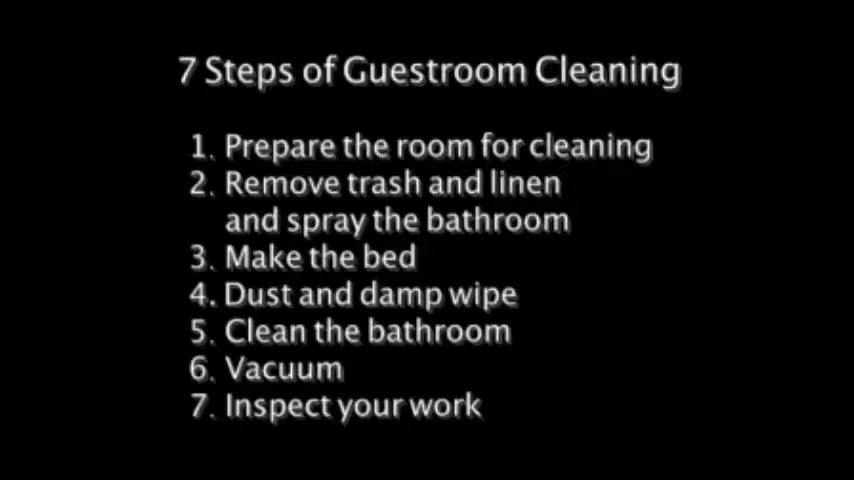 7 Steps of Guestroom Cleaning
1. Prepare the room for cleaning
2. Remove trash and linen
and spray the bathroom
3. Make the bed
4. Dust and damp wipe
5. Clean the bathroom
6. Vacuum
7. Inspect your work